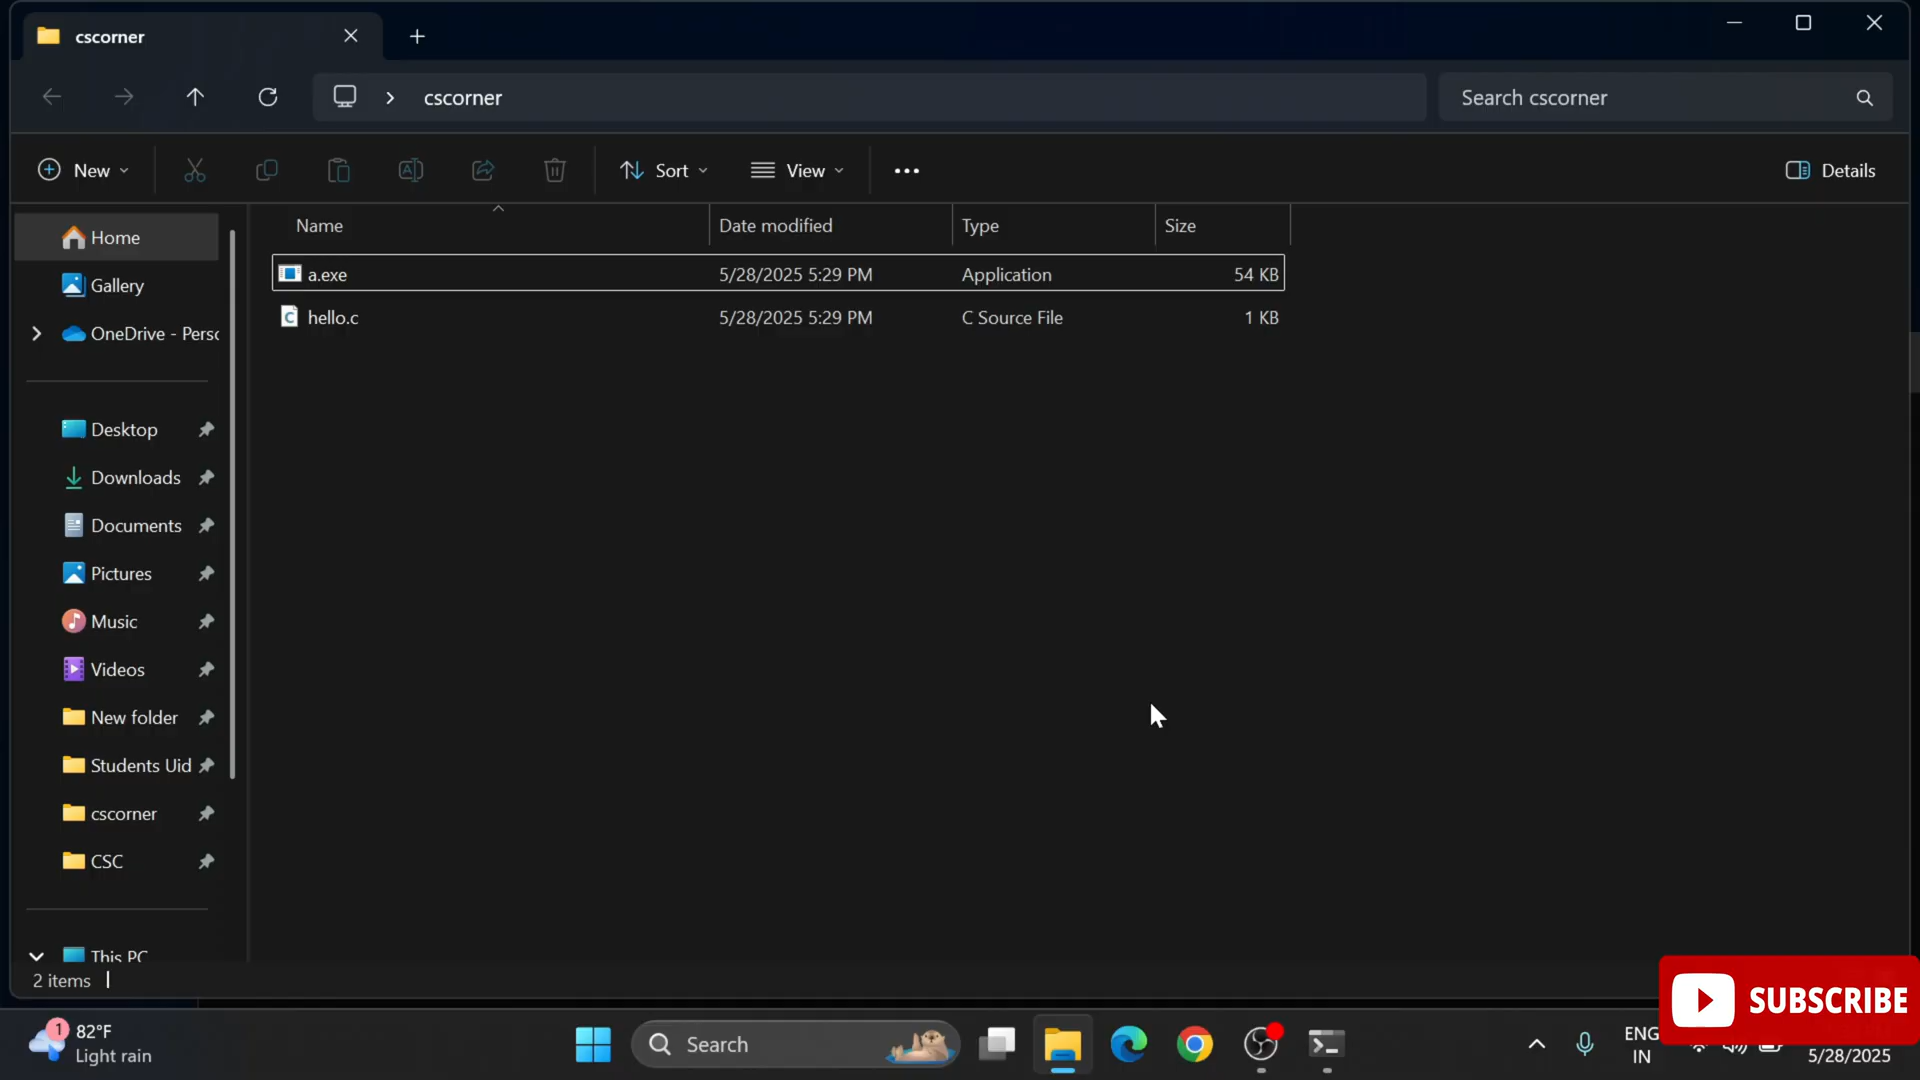 cscorner
cscorner
Search cscorner
New
Sort
View
Details
Name
Date modified
Type
Size
a.exe
5/28/2025 5:29 PM
Application
54 KB
hello.c
5/28/2025 5:29 PM
C Source File
1 KB
Home
Gallery
OneDrive - Perso
Desktop
Downloads
Documents
Pictures
Music
Videos
New folder
Students Uid
cscorner
CSC
This PC
2 items
SUBSCRIBE
1
82°F
Light rain
Search
ENG
IN
5/28/2025